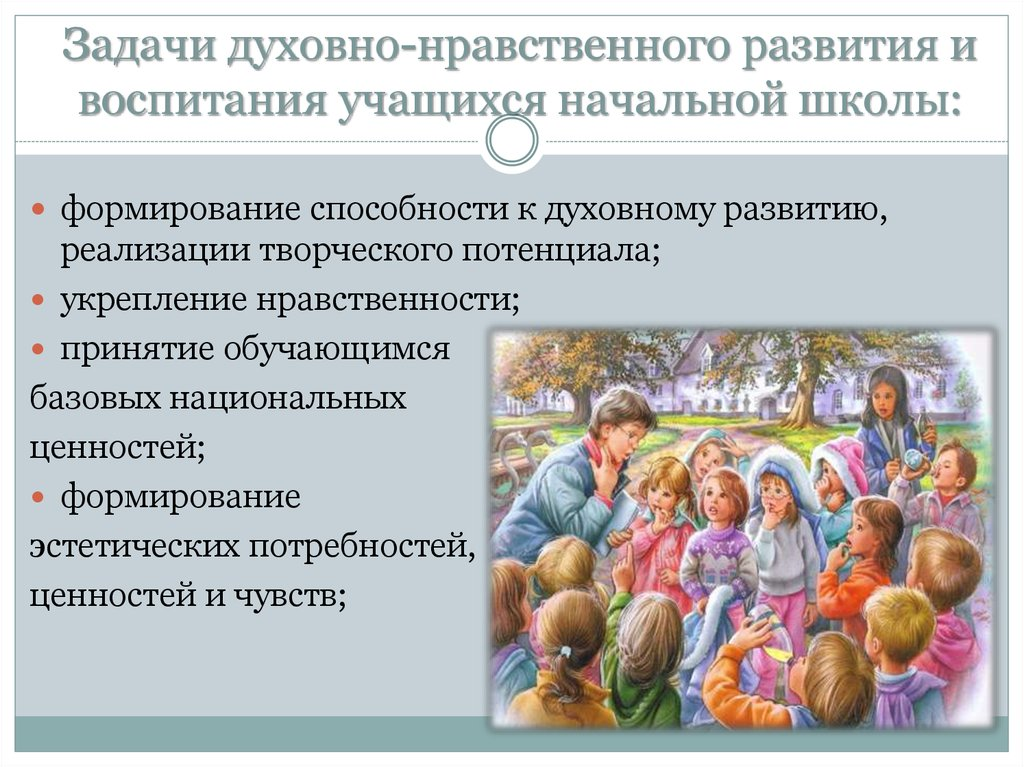 Задачи духовно-нравственного развития и
воспитания учащихся начальной школы:
• формирование способности к духовному развитию,
реализации творческого потенциала;
• укрепление нравственности;
• принятие обучающимся
базовых национальных
ценностей;
• формирование
эстетических потребностей,
ценностей и чувств;